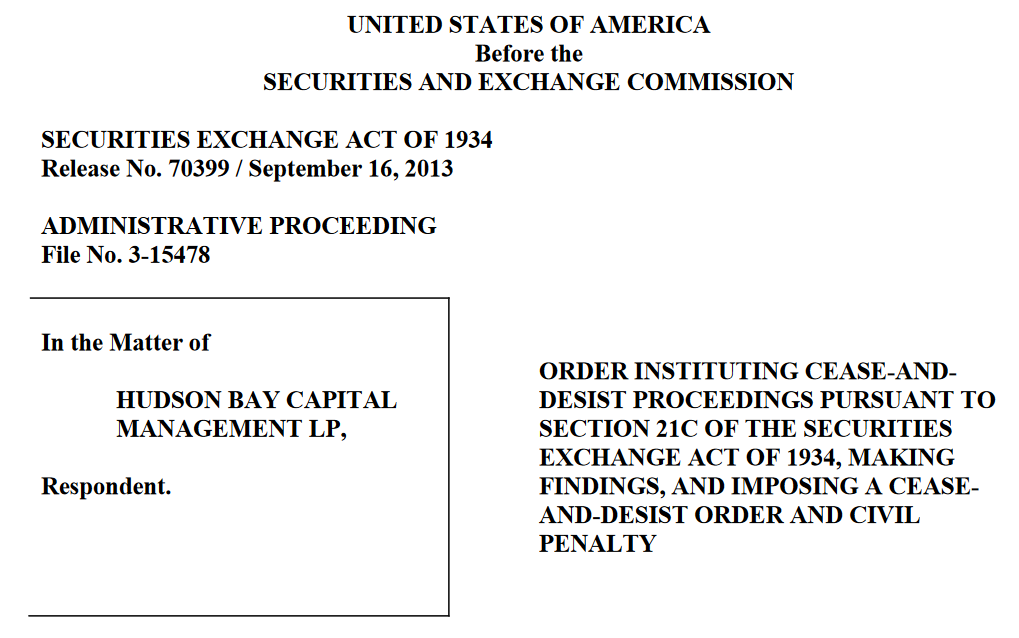 UNITED STATES OF AMERICA
Before the
SECURITIES AND EXCHANGE COMMISSION
SECURITIES EXCHANGE ACT OF 1934
Release No. 70399 / September 16, 2013
ADMINISTRATIVE PROCEEDING
File No. 3-15478
In the Matter of
HUDSON BAY CAPITAL
MANAGEMENT LP,
Respondent.
ORDER INSTITUTING CEASE-AND-
DESIST PROCEEDINGS PURSUANT TO
SECTION 21C OF THE SECURITIES
EXCHANGE ACT OF 1934, MAKING
FINDINGS, AND IMPOSING A CEASE-
AND-DESIST ORDER AND CIVIL
PENALTY